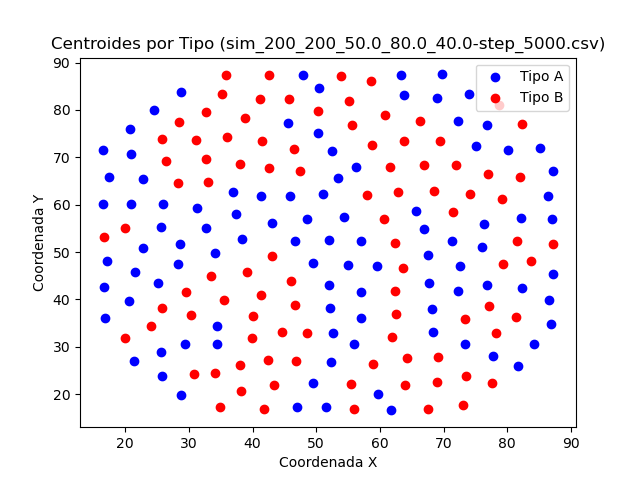 Centroides por Tipo (sim_200_200_50.0_80.0_40.0-step_5000.csv)
Tipo A
Tipo B
90
80
70
60
50
40
30
20
Coordenada Y
20 30 40 50 60 70 80 90
Coordenada X